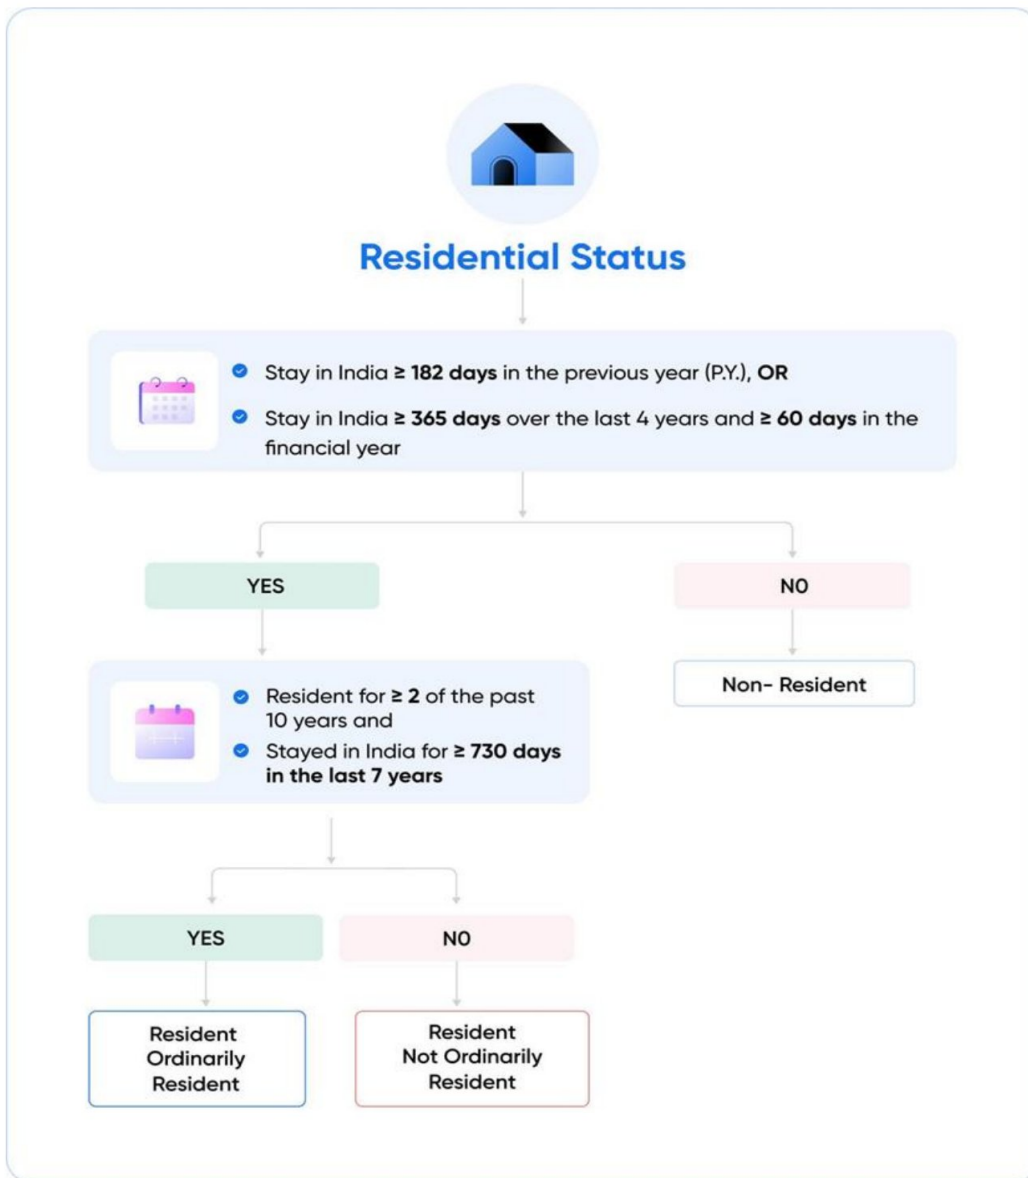 Residential Status
Stay in India ≥ 182 days in the previous year (P.Y.), OR
Stay in India ≥ 365 days over the last 4 years and ≥ 60 days in the
financial year
YES
NO
Resident for ≥ 2 of the past
10 years and
Stayed in India for ≥ 730 days
in the last 7 years
Non- Resident
YES
NO
Resident
Ordinarily
Resident
Resident
Not Ordinarily
Resident